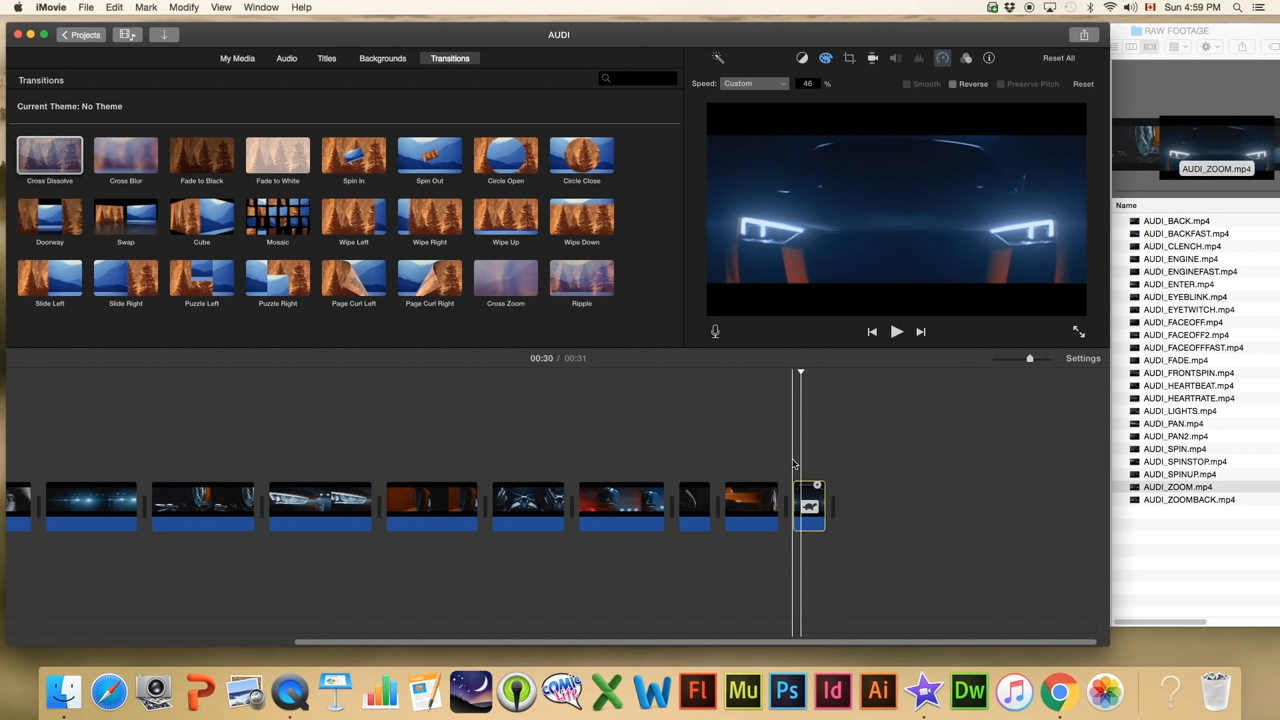 iMovie File Edit Mark Modify View Window Help
Sun 4:59 PM
Projects
AUDI
RAW FOOTAGE
My Media Audio Titles Backgrounds Transitions
Reset All
Transitions
Speed: Custom 46 % Smooth Reverse Preserve Pitch Reset
Current Theme: No Theme
Cross Dissolve Cross Blur Fade to Black Fade to White Spin In Spin Out Circle Open Circle Close
Doorway Swap Cube Mosaic Wipe Left Wipe Right Wipe Up Wipe Down
Slide Left Slide Right Puzzle Left Puzzle Right Page Curl Left Page Curl Right Cross Zoom Ripple
00:30 / 00:31
Settings
AUDI_ZOOM.mp4
Name
AUDI_BACK.mp4
AUDI_BACKFAST.mp4
AUDI_CLENCH.mp4
AUDI_ENGINE.mp4
AUDI_ENGINEFAST.mp4
AUDI_ENTER.mp4
AUDI_EYEBLINK.mp4
AUDI_EYETWITCH.mp4
AUDI_FACEOFF.mp4
AUDI_FACEOFF2.mp4
AUDI_FACEOFFFAST.mp4
AUDI_FADE.mp4
AUDI_FRONTSPIN.mp4
AUDI_HEARTBEAT.mp4
AUDI_HEARTRATE.mp4
AUDI_LIGHTS.mp4
AUDI_PAN.mp4
AUDI_PAN2.mp4
AUDI_SPIN.mp4
AUDI_SPINSTOP.mp4
AUDI_SPINUP.mp4
AUDI_ZOOM.mp4
AUDI_ZOOMBACK.mp4
COMIC LIFE
Fl Mu Ps Id Ai Dw